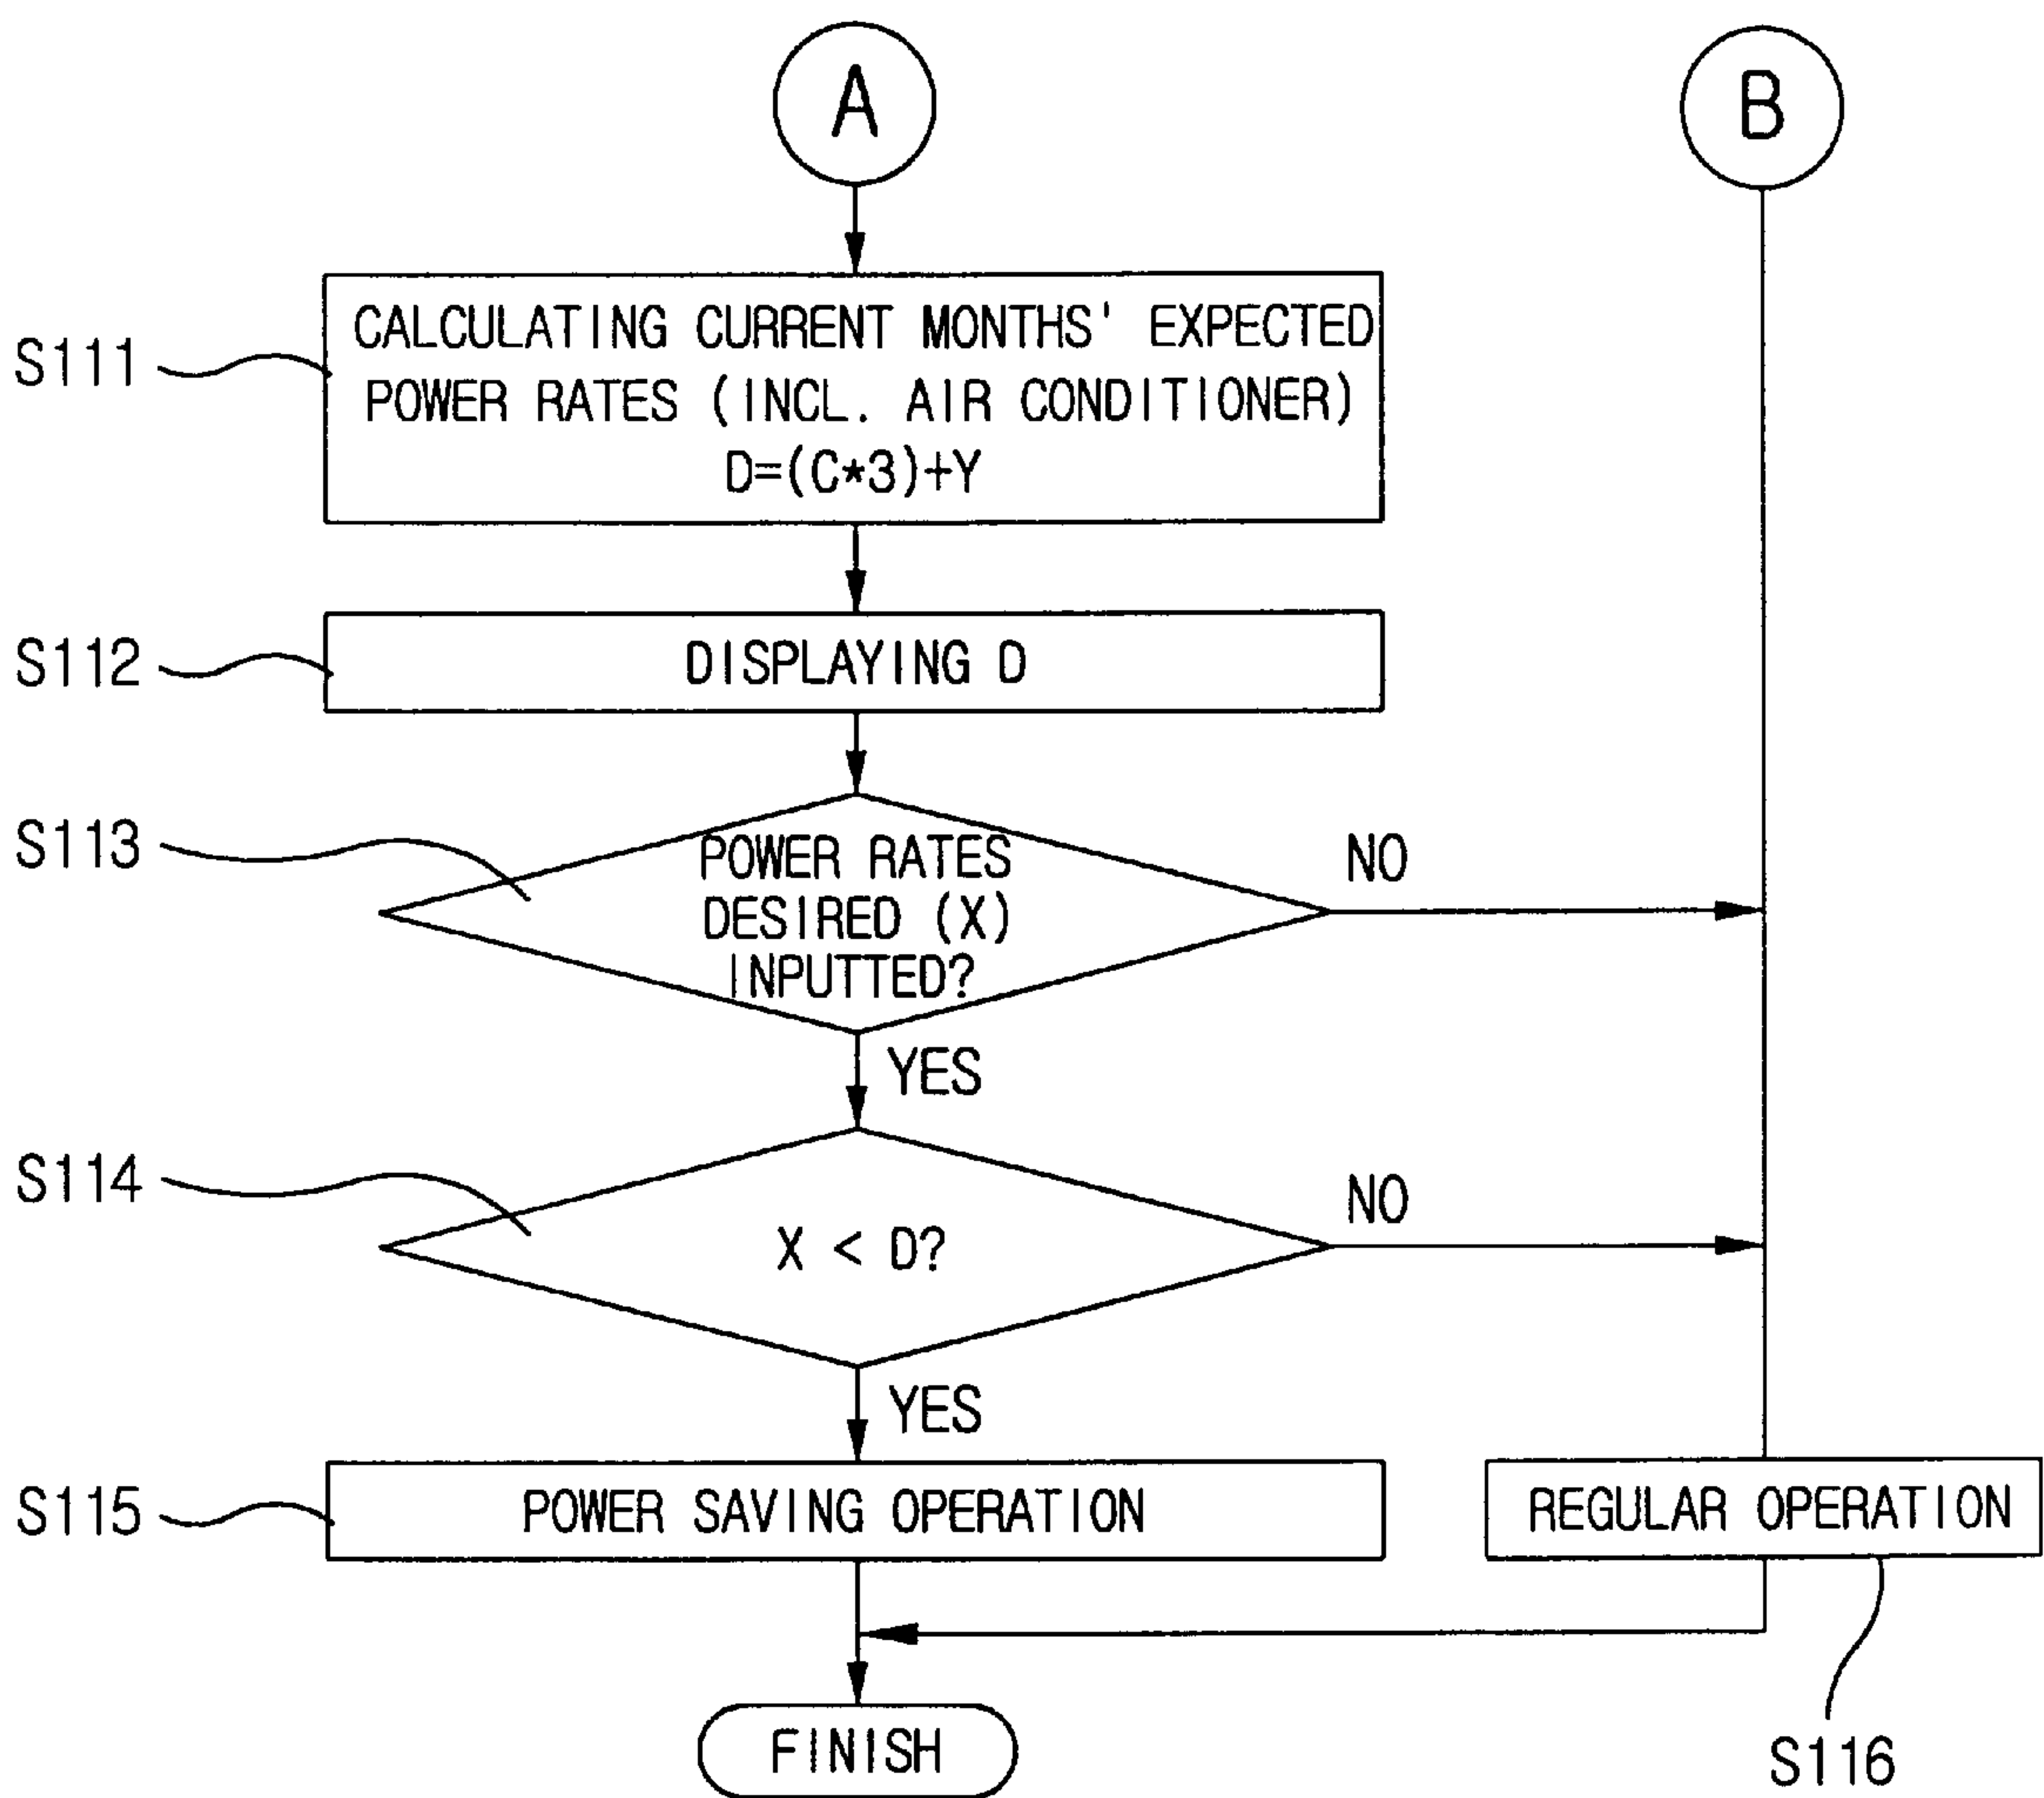 A
B
S111
CALCULATING CURRENT MONTHS' EXPECTED
POWER RATES (INCL. AIR CONDITIONER)
D=(C*3)+Y
S112
DISPLAYING D
S113
POWER RATES
DESIRED (X)
INPUTTED?
NO
YES
S114
X < D?
NO
YES
S115
POWER SAVING OPERATION
REGULAR OPERATION
FINISH
S116